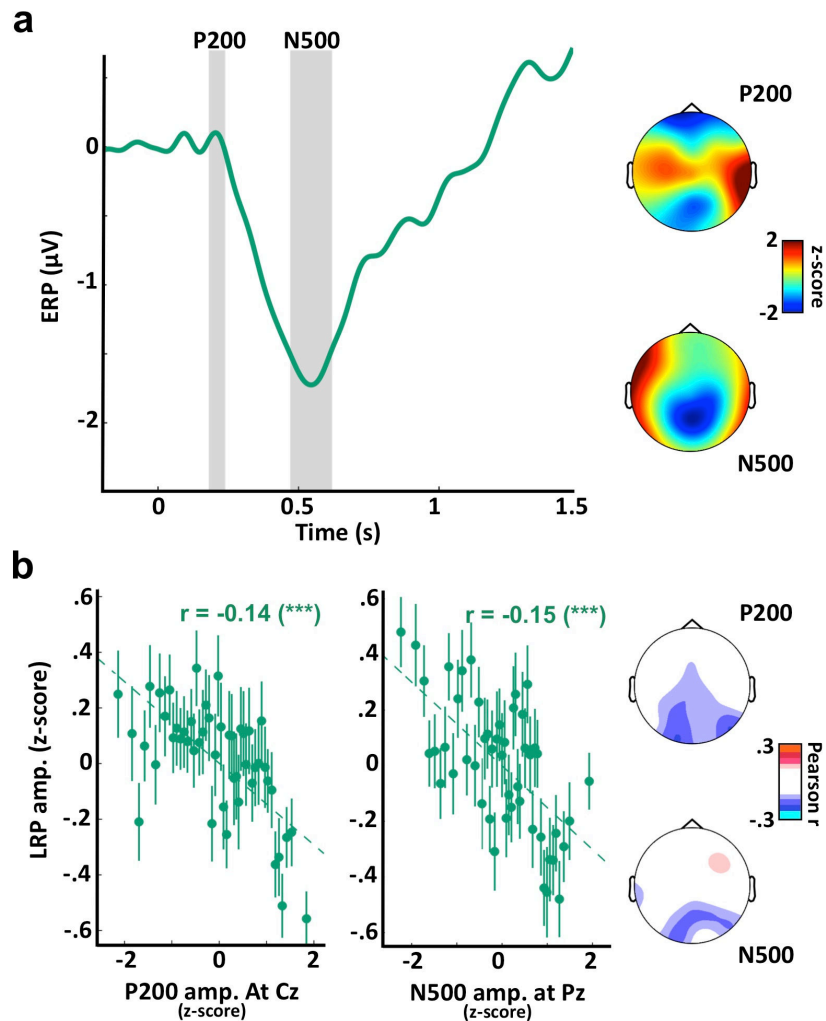 a
P200 N500
0
-1
-2
ERP (μV)
0 0.5 1 1.5
Time (s)
P200
2
-2
z-score
N500
b
.6
.4
.2
0
-.2
-.4
-.6
LRP amp. (z-score)
r = -0.14 (***)
-2 0 2
P200 amp. At Cz
(z-score)
.6
.4
.2
0
-.2
-.4
-.6
r = -0.15 (***)
-2 0 2
N500 amp. at Pz
(z-score)
P200
.3
-.3
Pearson r
N500